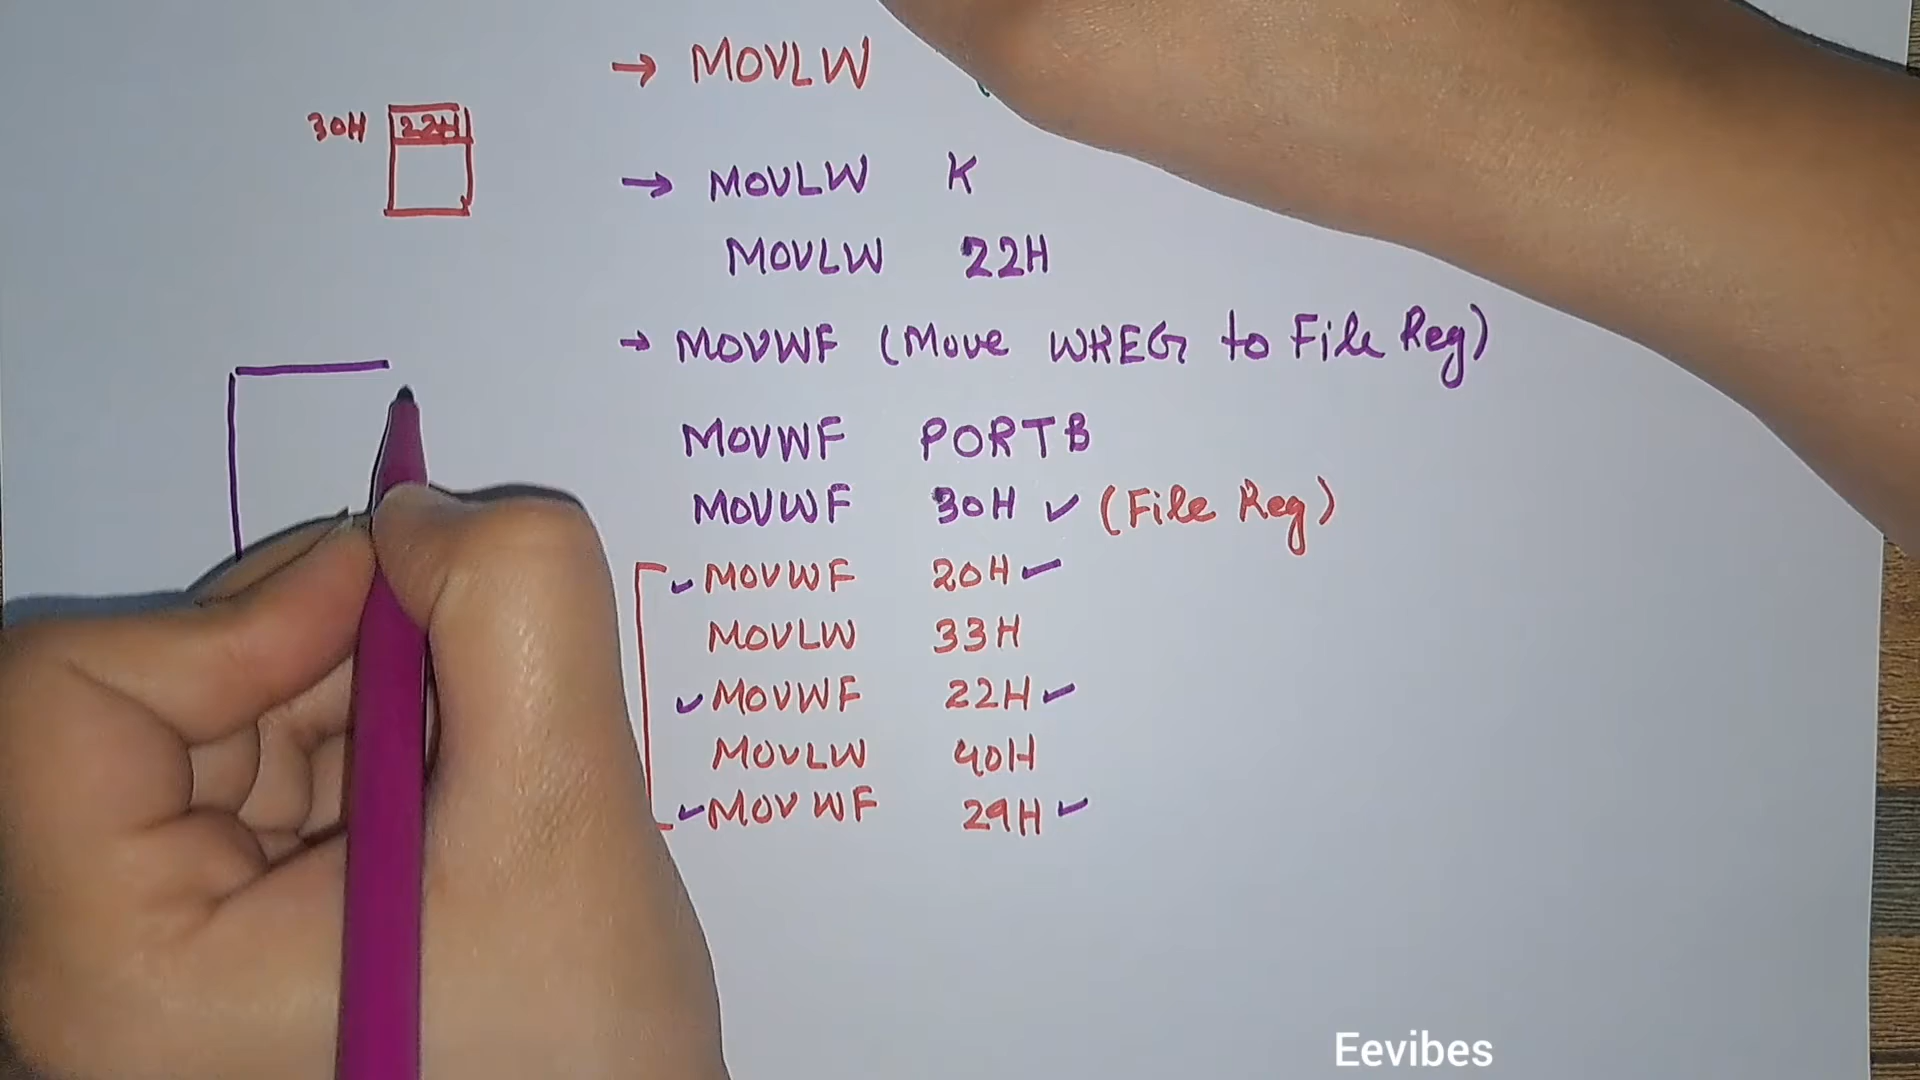 → MOVLW
30H 22H
→ MOVLW K
MOVLW 22H
→ MOVWF (Move WREG to File Reg)
MOVWF PORTB
MOVWF 30H ✓ (File Reg)
✓ MOVWF 20H ✓
MOVLW 33H
✓ MOVWF 22H ✓
MOVLW 40H
✓ MOVWF 29H ✓
Eevibes